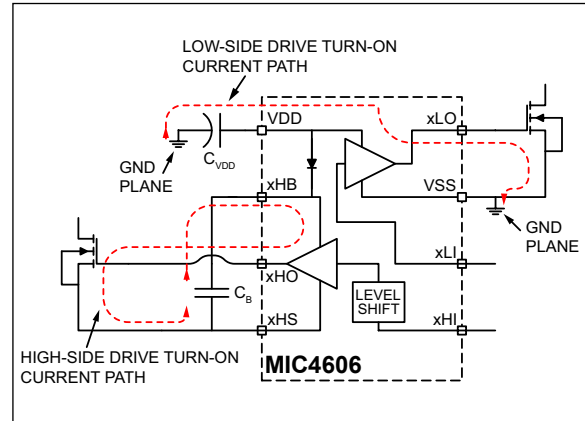 LOW-SIDE DRIVE TURN-ON
CURRENT PATH
VDD
xLO
GND
PLANE
CVDD
xHB
VSS
GND
PLANE
xLI
xHO
CB
LEVEL
SHIFT
xHS
xHI
HIGH-SIDE DRIVE TURN-ON
CURRENT PATH
MIC4606